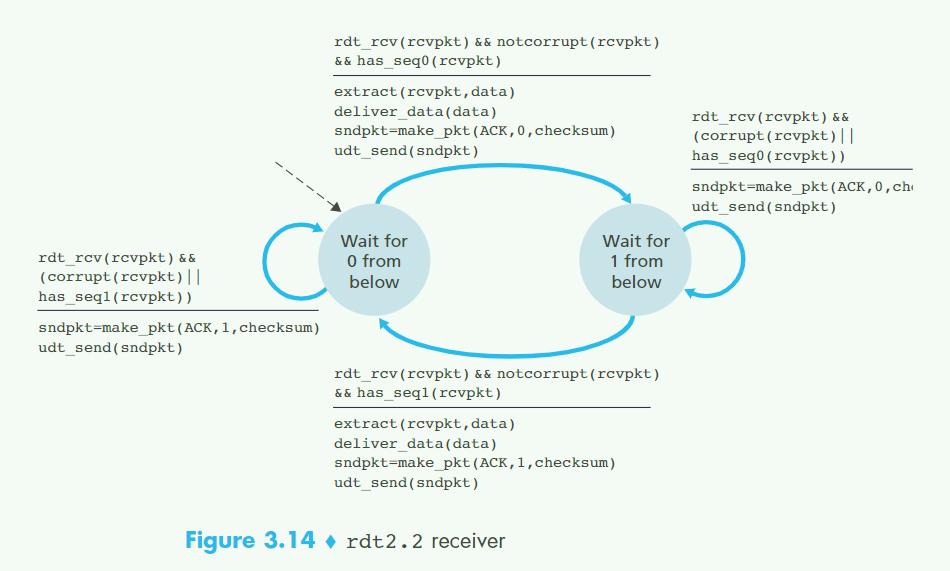 rdt_rcv(rcvpkt) && notcorrupt(rcvpkt)
&& has_seq0(rcvpkt)
extract(rcvpkt,data)
deliver_data(data)
sndpkt=make_pkt(ACK,0,checksum)
udt_send(sndpkt)
rdt_rcv(rcvpkt) &&
(corrupt(rcvpkt)||
has_seq0(rcvpkt))
sndpkt=make_pkt(ACK,0,che
udt_send(sndpkt)
Wait for
0 from
below
Wait for
1 from
below
rdt_rcv(rcvpkt) &&
(corrupt(rcvpkt)||
has_seq1(rcvpkt))
sndpkt=make_pkt(ACK,1,checksum)
udt_send(sndpkt)
rdt_rcv(rcvpkt) && notcorrupt(rcvpkt)
&& has_seq1(rcvpkt)
extract(rcvpkt,data)
deliver_data(data)
sndpkt=make_pkt(ACK,1,checksum)
udt_send(sndpkt)
Figure 3.14 ♦ rdt2.2 receiver